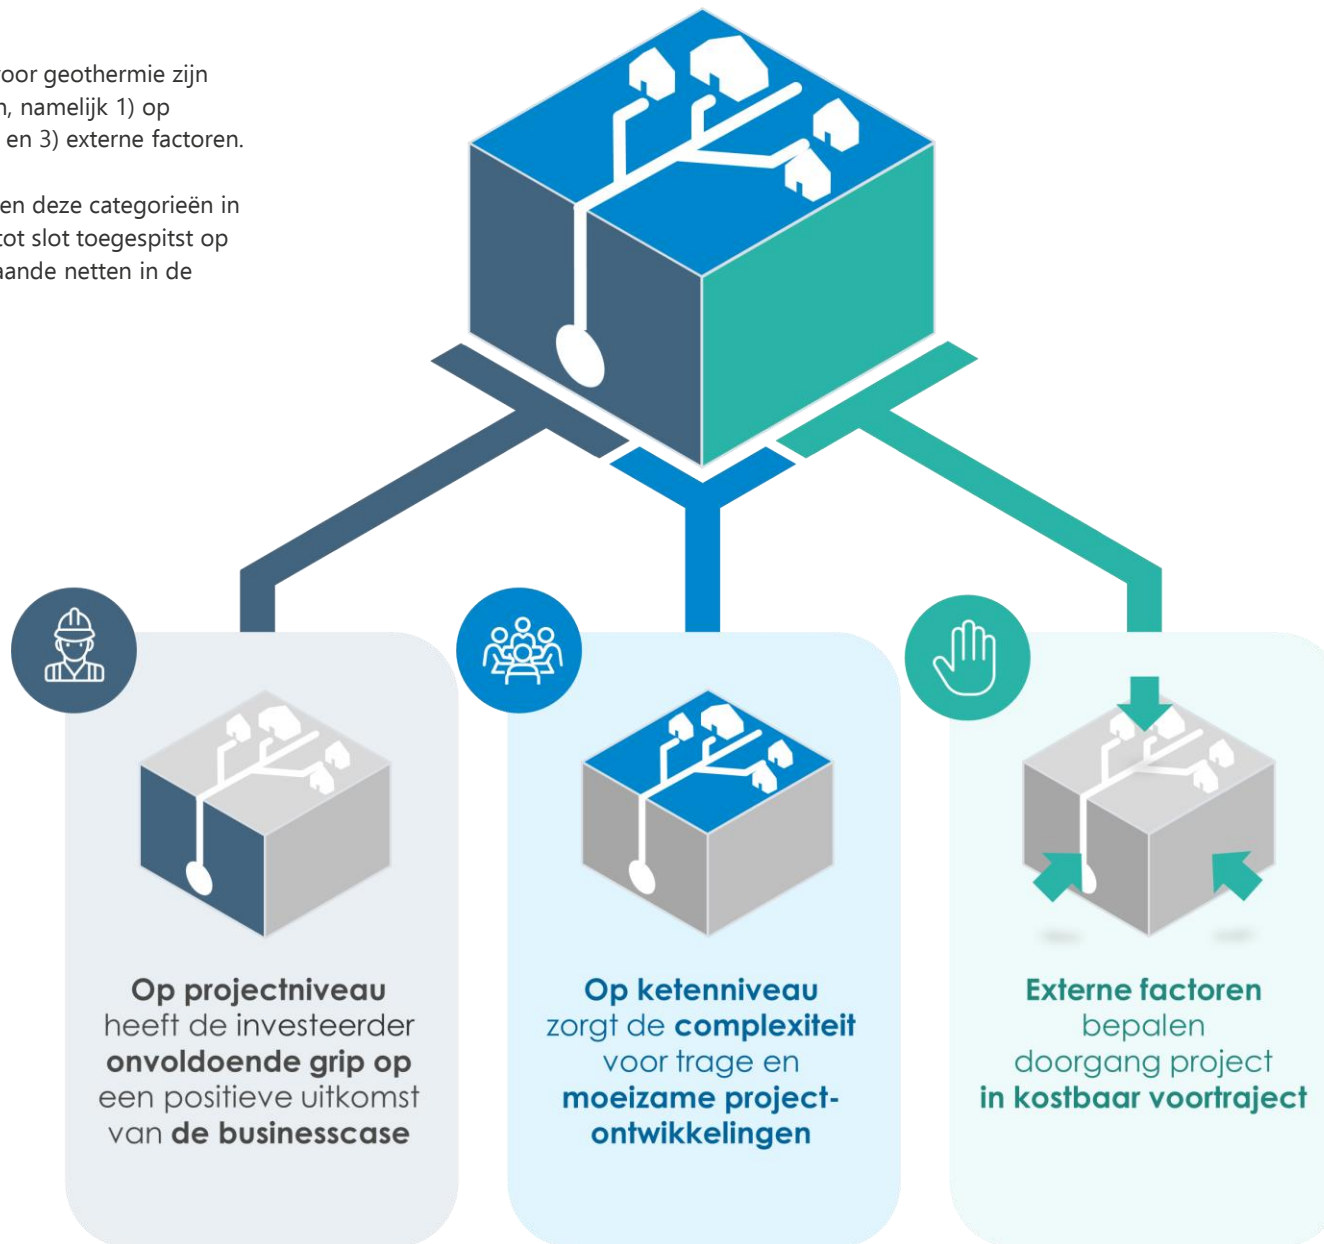 oor geothermie zijn
n, namelijk 1) op
en 3) externe factoren.
en deze categorieën in
tot slot toegespitst op
aande netten in de
Op projectniveau
heeft de investeerder
onvoldoende grip op
een positieve uitkomst
van de businesscase
Op ketenniveau
zorgt de complexiteit
voor trage en
moeizame project-
ontwikkelingen
Externe factoren
bepalen
doorgang project
in kostbaar voortraject